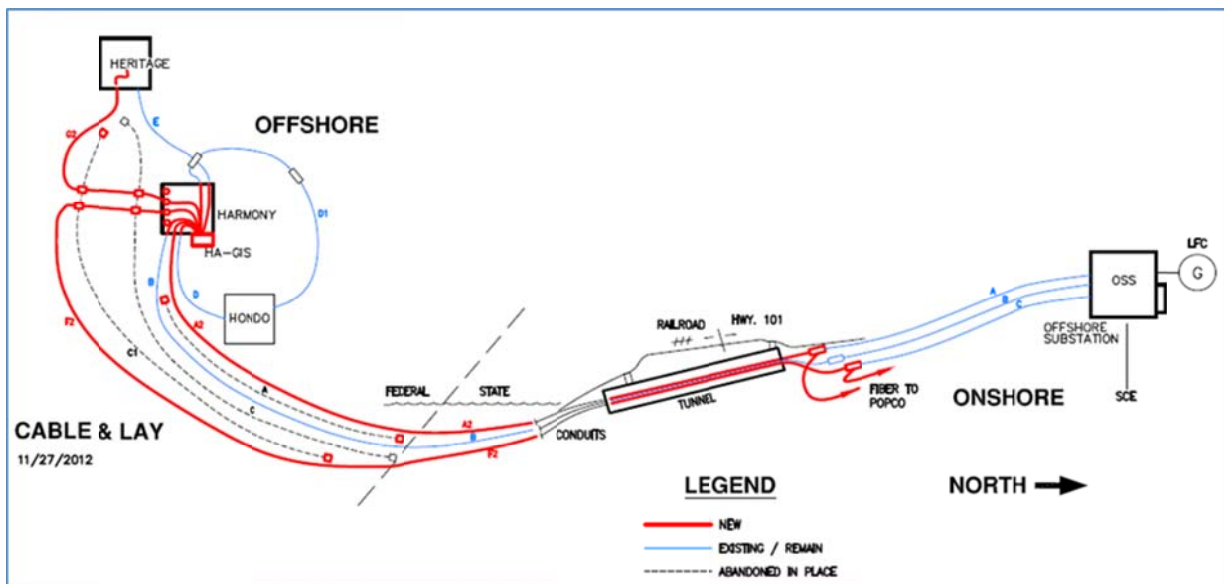 HERITAGE
OFFSHORE
E
G2
HARMONY
HA-GIS
D1
B
D
HONDO
A2
F2
C1
A
C
FEDERAL STATE
A2
B
F2
CONDUITS
RAILROAD
HWY. 101
TUNNEL
FIBER TO
POPCO
A
B
C
LFC
G
OSS
OFFSHORE
SUBSTATION
SCE
ONSHORE
CABLE & LAY
11/27/2012
LEGEND
NEW
EXISTING / REMAIN
ABANDONED IN PLACE
NORTH